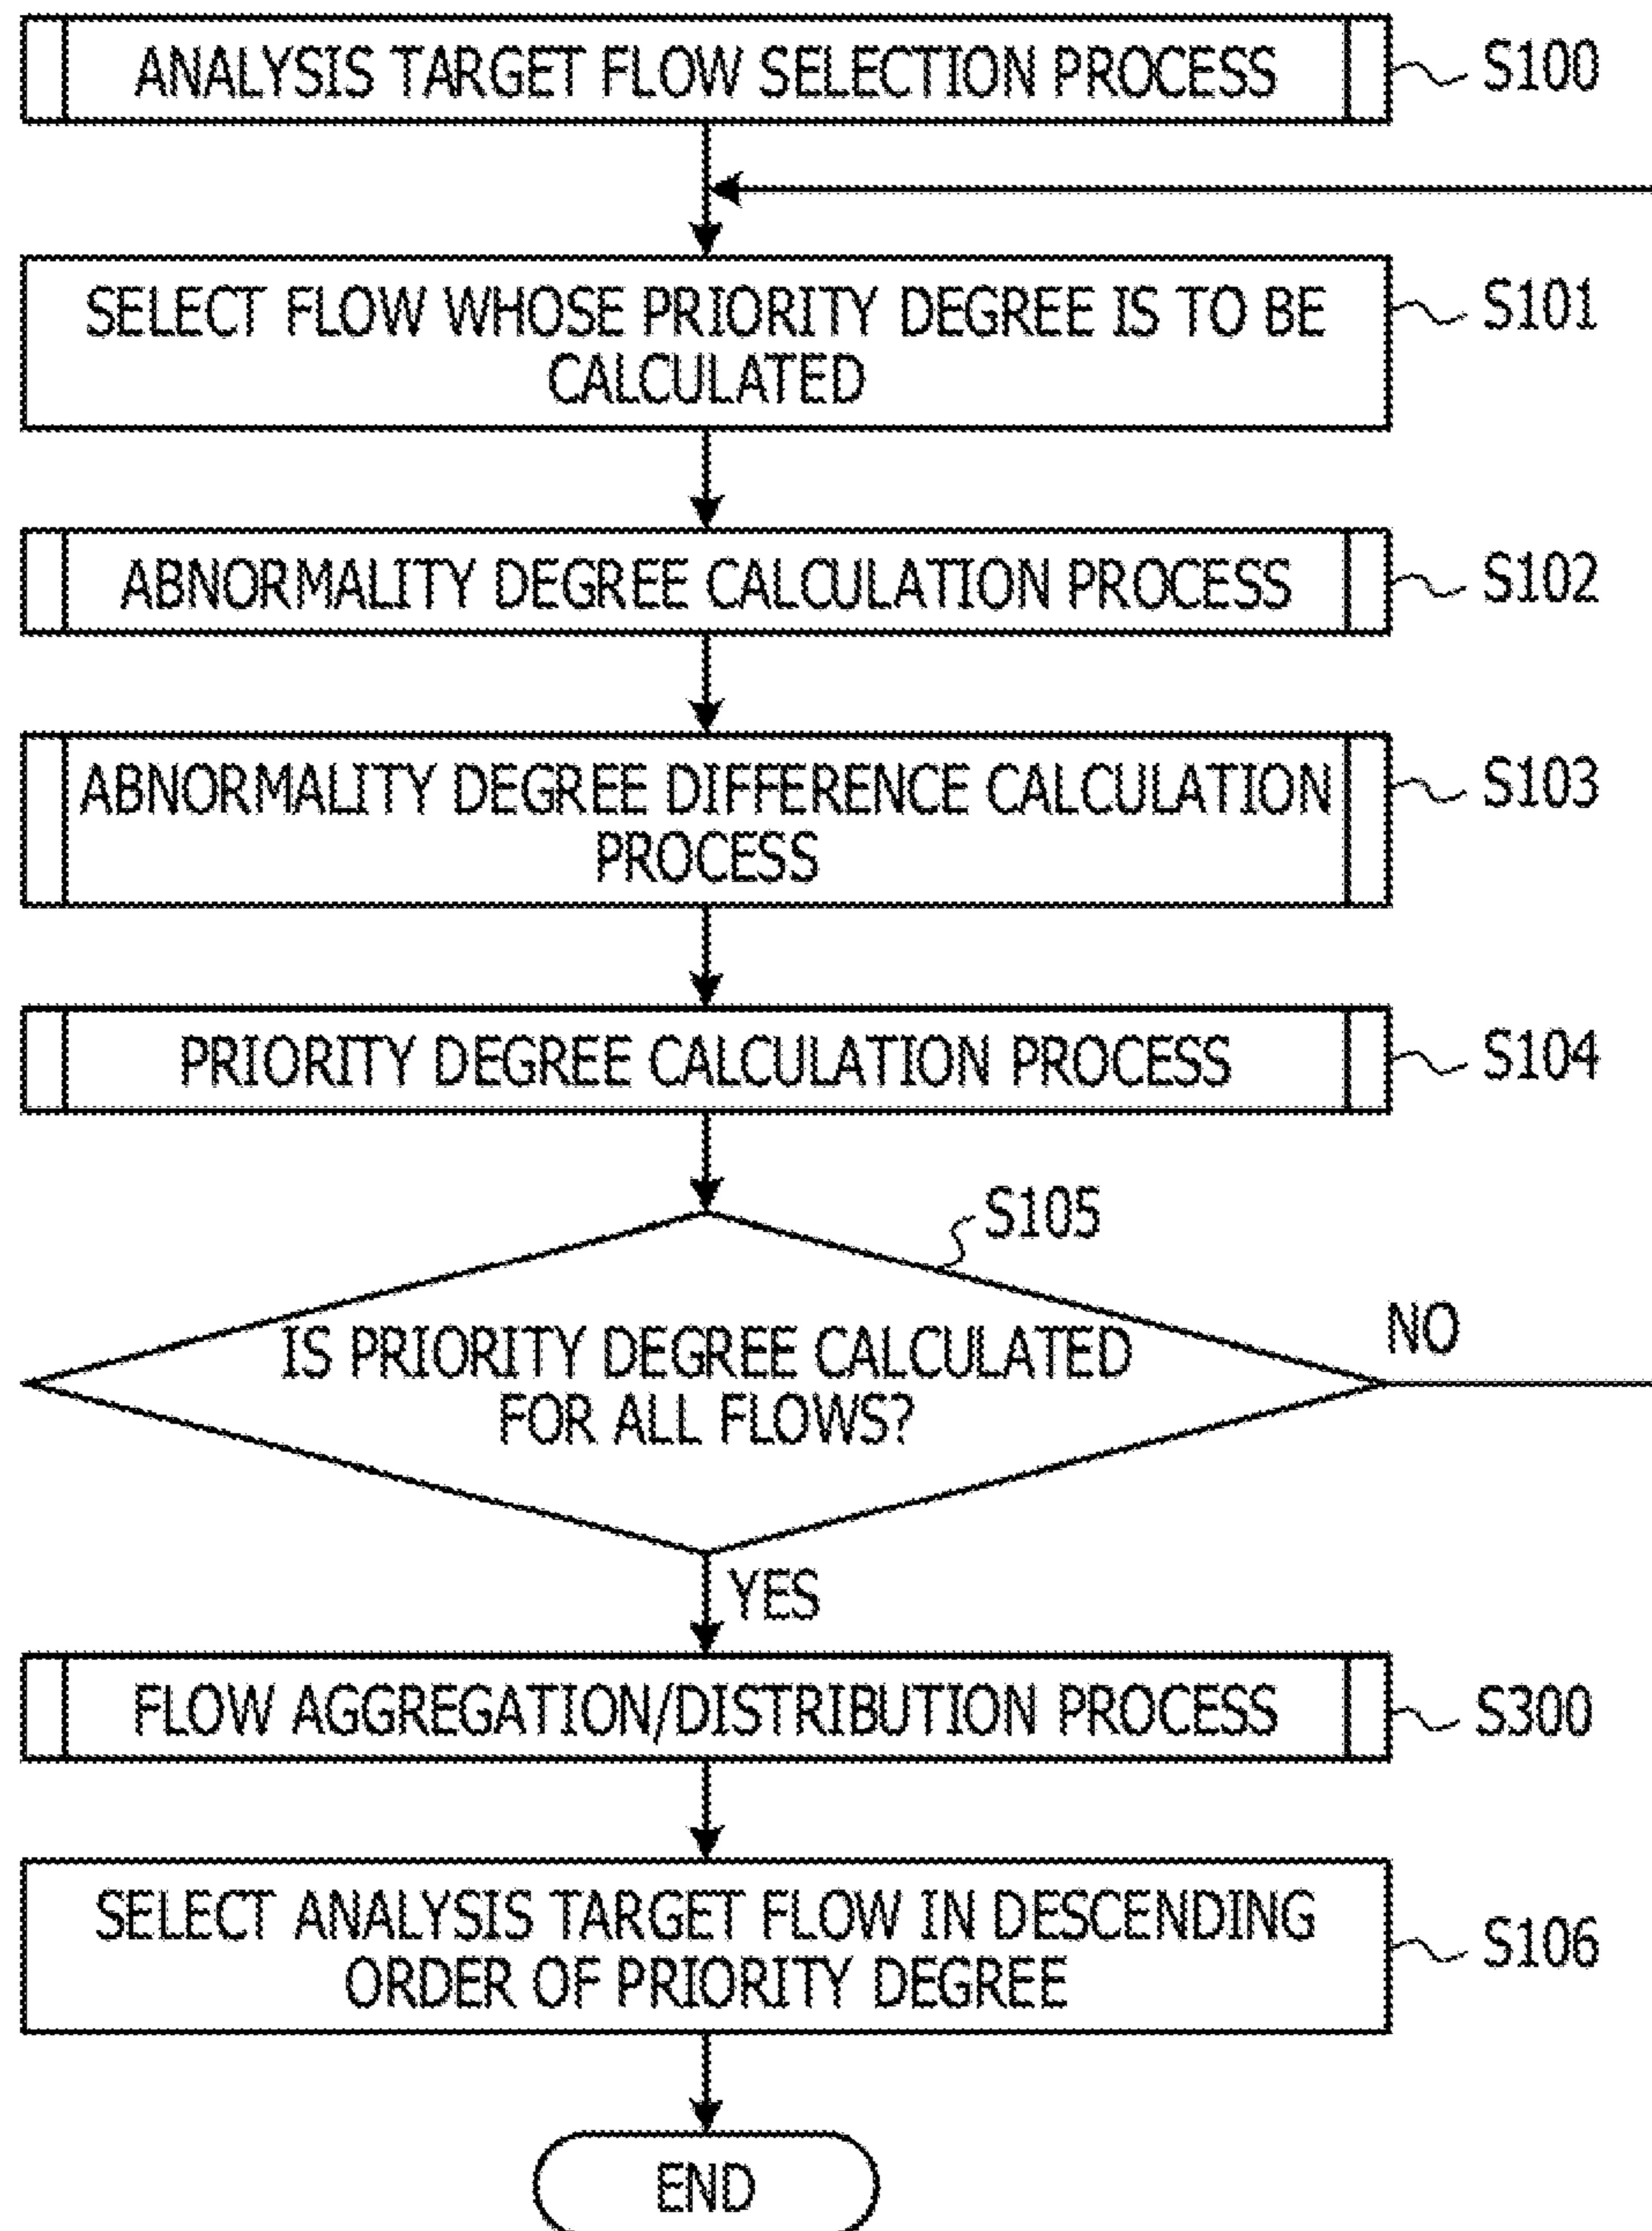 ANALYSIS TARGET FLOW SELECTION PROCESS
S100
SELECT FLOW WHOSE PRIORITY DEGREE IS TO BE
CALCULATED
S101
ABNORMALITY DEGREE CALCULATION PROCESS
S102
ABNORMALITY DEGREE DIFFERENCE CALCULATION
PROCESS
S103
PRIORITY DEGREE CALCULATION PROCESS
S104
S105
IS PRIORITY DEGREE CALCULATED
FOR ALL FLOWS?
NO
YES
FLOW AGGREGATION/DISTRIBUTION PROCESS
S300
SELECT ANALYSIS TARGET FLOW IN DESCENDING
ORDER OF PRIORITY DEGREE
S106
END